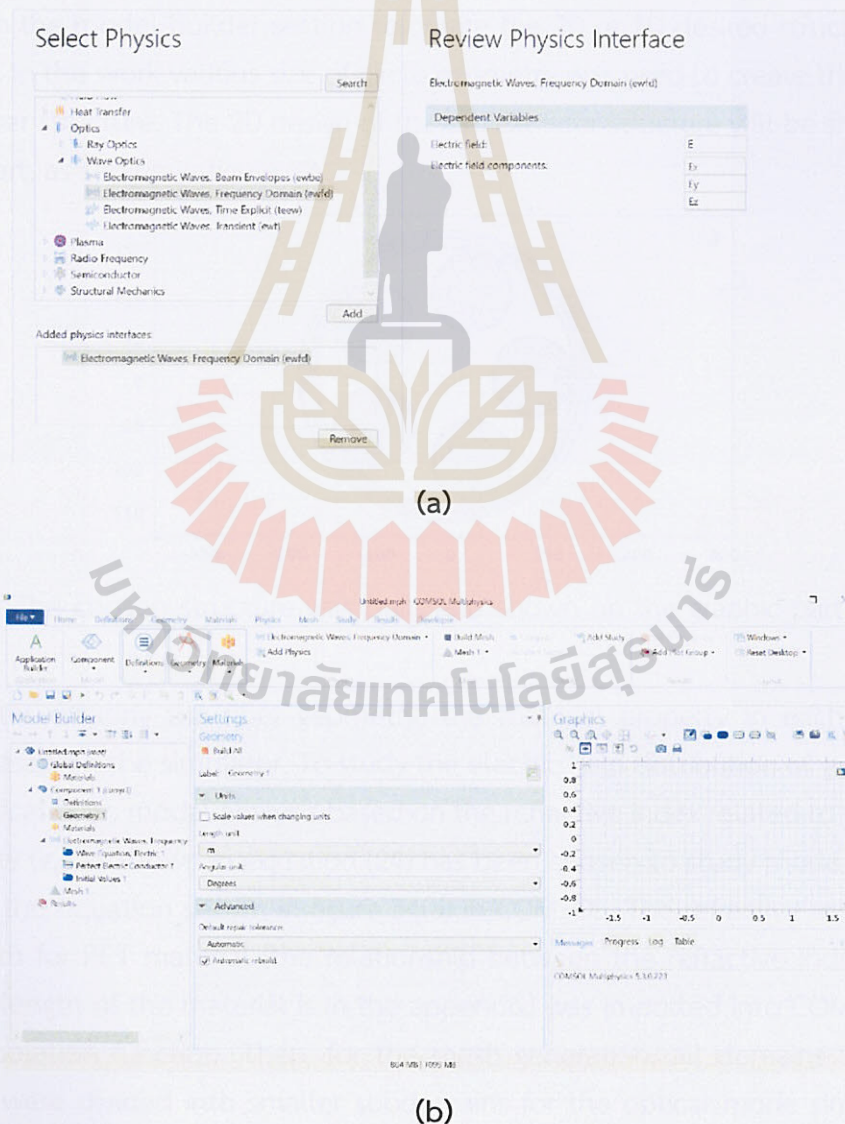 Select Physics
Search
Heat Transfer
Optics
Ray Optics
Wave Optics
Electromagnetic Waves, Beam Envelopes (ewbe)
Electromagnetic Waves, Frequency Domain (ewfd)
Electromagnetic Waves, Time Explicit (teew)
Electromagnetic Waves, Transient (ewt)
Plasma
Radio Frequency
Semiconductor
Structural Mechanics
Add
Added physics interfaces:
Electromagnetic Waves, Frequency Domain (ewfd)
Remove
Review Physics Interface
Electromagnetic Waves, Frequency Domain (ewfd)
Dependent Variables
Electric field: E
Electric field components: Ex
Ey
Ez
(a)
มหาวิทยาลัยเทคโนโลยีสุรนารี
Untitled.mph - COMSOL Multiphysics
File Home Definitions Geometry Materials Physics Mesh Study Results Developer
Application Builder
Component
Definitions
Geometry
Materials
Electromagnetic Waves, Frequency Domain
Add Physics
Build Mesh
Mesh 1
Add Study
Add Plot Group
Windows
Reset Desktop
Model Builder
Untitled.mph (root)
Global Definitions
Materials
Component 1
Definitions
Geometry 1
Materials
Electromagnetic Waves, Frequency
Wave Equation, Electric 1
Perfect Electric Conductor 1
Initial Values 1
Mesh 1
Results
Settings
Geometry
Build All
Label: Geometry 1
Units
Scale values when changing units
Length unit:
m
Angular unit:
Degrees
Advanced
Default repair tolerance:
Automatic
Automatic rebuild
Graphics
1
0.8
0.6
0.4
0.2
0
-0.2
-0.4
-0.6
-0.8
-1
-1.5 -1 -0.5 0 0.5 1 1.5
Messages Progress Log Table
COMSOL Multiphysics 5.3.0.223
(b)